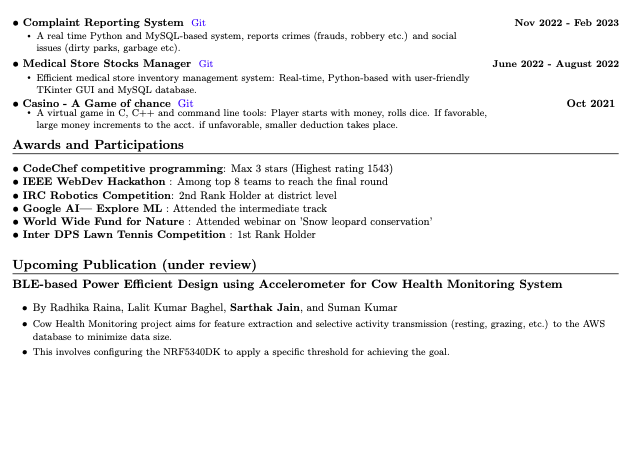 • Complaint Reporting System Git Nov 2022 - Feb 2023
• A real time Python and MySQL-based system, reports crimes (frauds, robbery etc.) and social
issues (dirty parks, garbage etc).
• Medical Store Stocks Manager Git June 2022 - August 2022
• Efficient medical store inventory management system: Real-time, Python-based with user-friendly
TKinter GUI and MySQL database.
• Casino - A Game of chance Git Oct 2021
• A virtual game in C, C++ and command line tools: Player starts with money, rolls dice. If favorable,
large money increments to the acct. if unfavorable, smaller deduction takes place.
Awards and Participations
• CodeChef competitive programming: Max 3 stars (Highest rating 1543)
• IEEE WebDev Hackathon : Among top 8 teams to reach the final round
• IRC Robotics Competition: 2nd Rank Holder at district level
• Google AI— Explore ML : Attended the intermediate track
• World Wide Fund for Nature : Attended webinar on 'Snow leopard conservation'
• Inter DPS Lawn Tennis Competition : 1st Rank Holder
Upcoming Publication (under review)
BLE-based Power Efficient Design using Accelerometer for Cow Health Monitoring System
• By Radhika Raina, Lalit Kumar Baghel, Sarthak Jain, and Suman Kumar
• Cow Health Monitoring project aims for feature extraction and selective activity transmission (resting, grazing, etc.) to the AWS
database to minimize data size.
• This involves configuring the NRF5340DK to apply a specific threshold for achieving the goal.